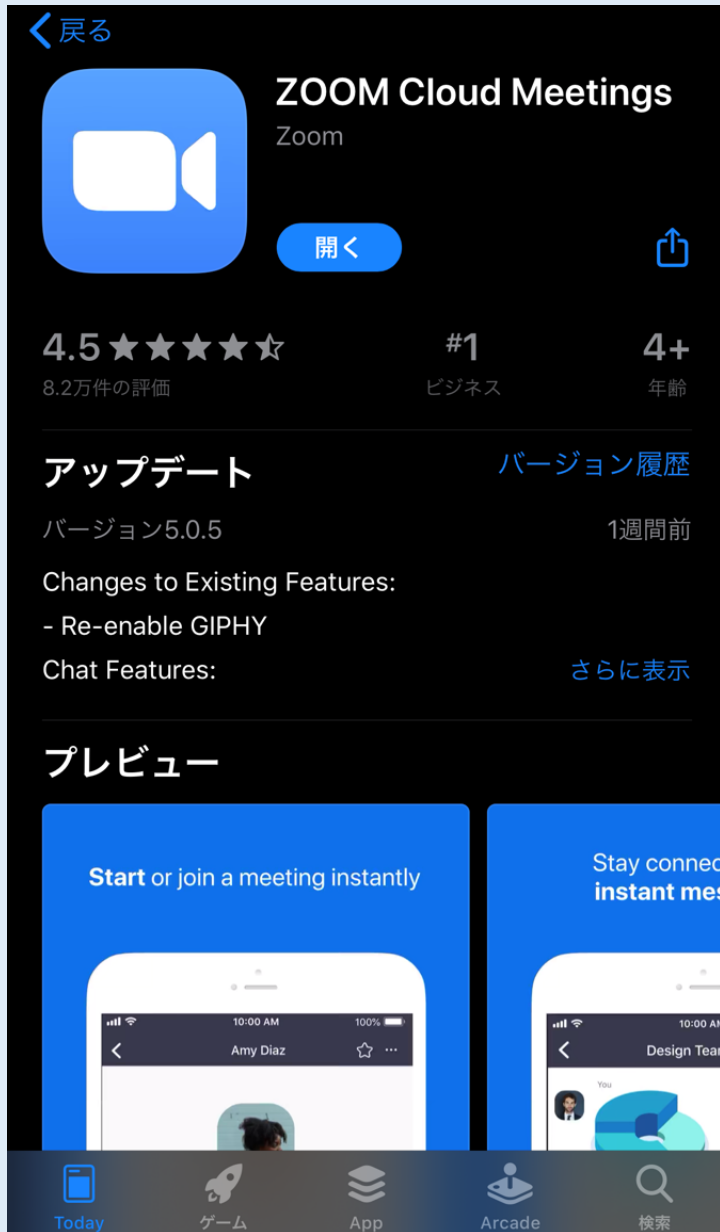 戻る
ZOOM Cloud Meetings
Zoom
開く
4.5
#1
4+
8.2万件の評価
ビジネス
年齢
アップデート
バージョン履歴
バージョン5.0.5
1週間前
Changes to Existing Features:
- Re-enable GIPHY
Chat Features:
さらに表示
プレビュー
Start or join a meeting instantly
10:00 AM
100%
Amy Diaz
Stay connec
instant mes
10:00 AM
Design Tear
You
Today
ゲーム
App
Arcade
検索